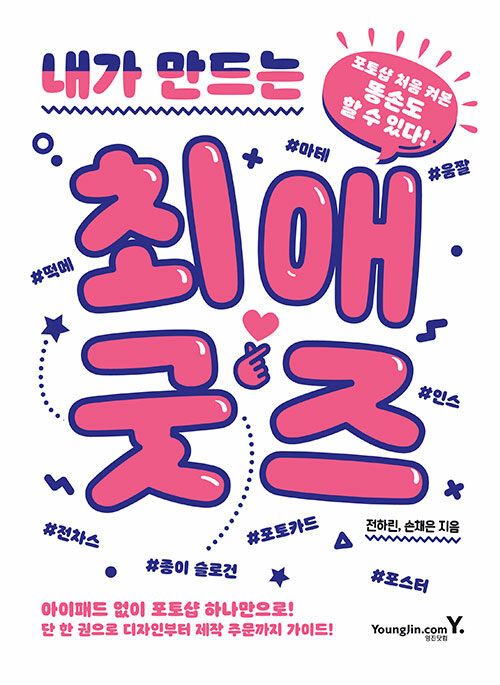 내가 만드는
포토샵 처음 켜본
똥손도
할 수 있다!
#마테
#움짤
최애
#떡메
굿즈
#인스
#전차스
#포토카드
전하린, 손채은 지음
#종이 슬로건
#포스터
아이패드 없이 포토샵 하나만으로!
단 한 권으로 디자인부터 제작 주문까지 가이드!
YoungJin.com Y.
영진닷컴